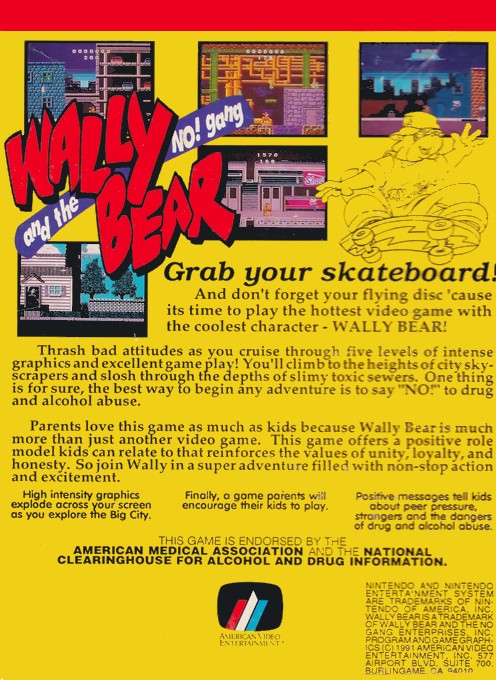 WALLY
BEAR
and the
NO! gang
Grab your skateboard!
And don't forget your flying disc 'cause
its time to play the hottest video game with
the coolest character - WALLY BEAR!
Thrash bad attitudes as you cruise through five levels of intense
graphics and excellent game play! You'll climb to the heights of city sky-
scrapers and slosh through the depths of slimy toxic sewers. One thing
is for sure, the best way to begin any adventure is to say "NO!" to drug
and alcohol abuse.
Parents love this game as much as kids because Wally Bear is much
more than just another video game. This game offers a positive role
model kids can relate to that reinforces the values of unity, loyalty, and
honesty. So join Wally in a super adventure filled with non-stop action
and excitement.
High intensity graphics
explode across your screen
as you explore the Big City.
Finally, a game parents will
encourage their kids to play.
Positive messages tell kids
about peer pressure,
strangers and the dangers
of drug and alcohol abuse.
THIS GAME IS ENDORSED BY THE
AMERICAN MEDICAL ASSOCIATION AND THE NATIONAL
CLEARINGHOUSE FOR ALCOHOL AND DRUG INFORMATION.
AMERICAN VIDEO
ENTERTAINMENT
NINTENDO AND NINTENDO
ENTERTAINMENT SYSTEM
ARE TRADEMARKS OF NIN-
TENDO OF AMERICA, INC.
WALLY BEAR IS A TRADEMARK
OF WALLY BEAR AND THE NO
GANG ENTERPRISES, INC.
PROGRAM AND GAME GRAPH-
ICS (C) 1991 AMERICAN VIDEO
ENTERTAINMENT, INC. 577
AIRPORT BLVD. SUITE 700,
BURLINGAME, CA 94010